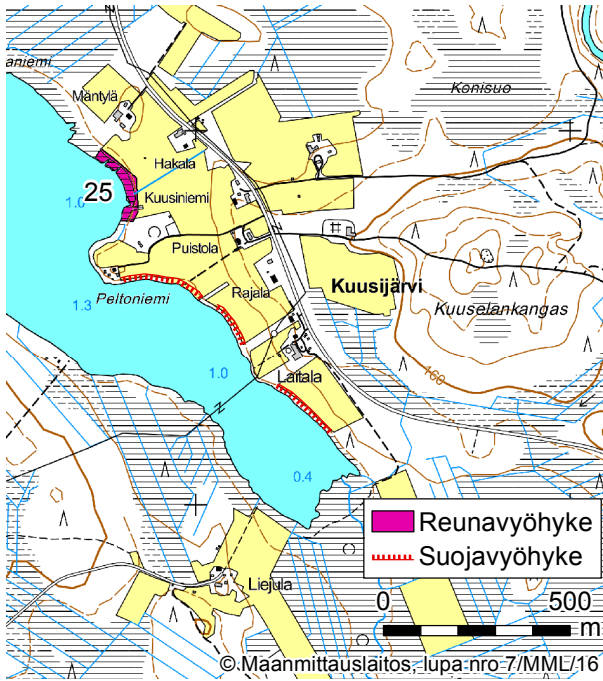 aniemi
Mäntylä
Konisuo
Hakala
1.0
25
Kuusiniemi
Puistola
Peltoniemi
Rajala
Kuusijärvi
1.3
Kuuselankangas
1.0
Laitala
160
0.4
Reunavyöhyke
Suojavyöhyke
0 500
m
Liejula
© Maanmittauslaitos, lupa nro 7/MML/16